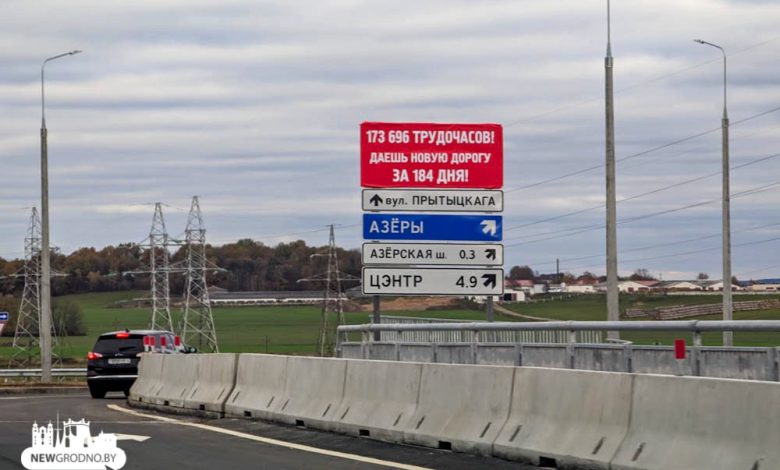 173 696 ТРУДОЧАСОВ!
ДАЕШЬ НОВУЮ ДОРОГУ
ЗА 184 ДНЯ!
вул. ПРЫТЫЦКАГА
АЗЁРЫ
АЗЁРСКАЯ ш. 0.3
ЦЭНТР 4.9
NEWGRODNO.BY